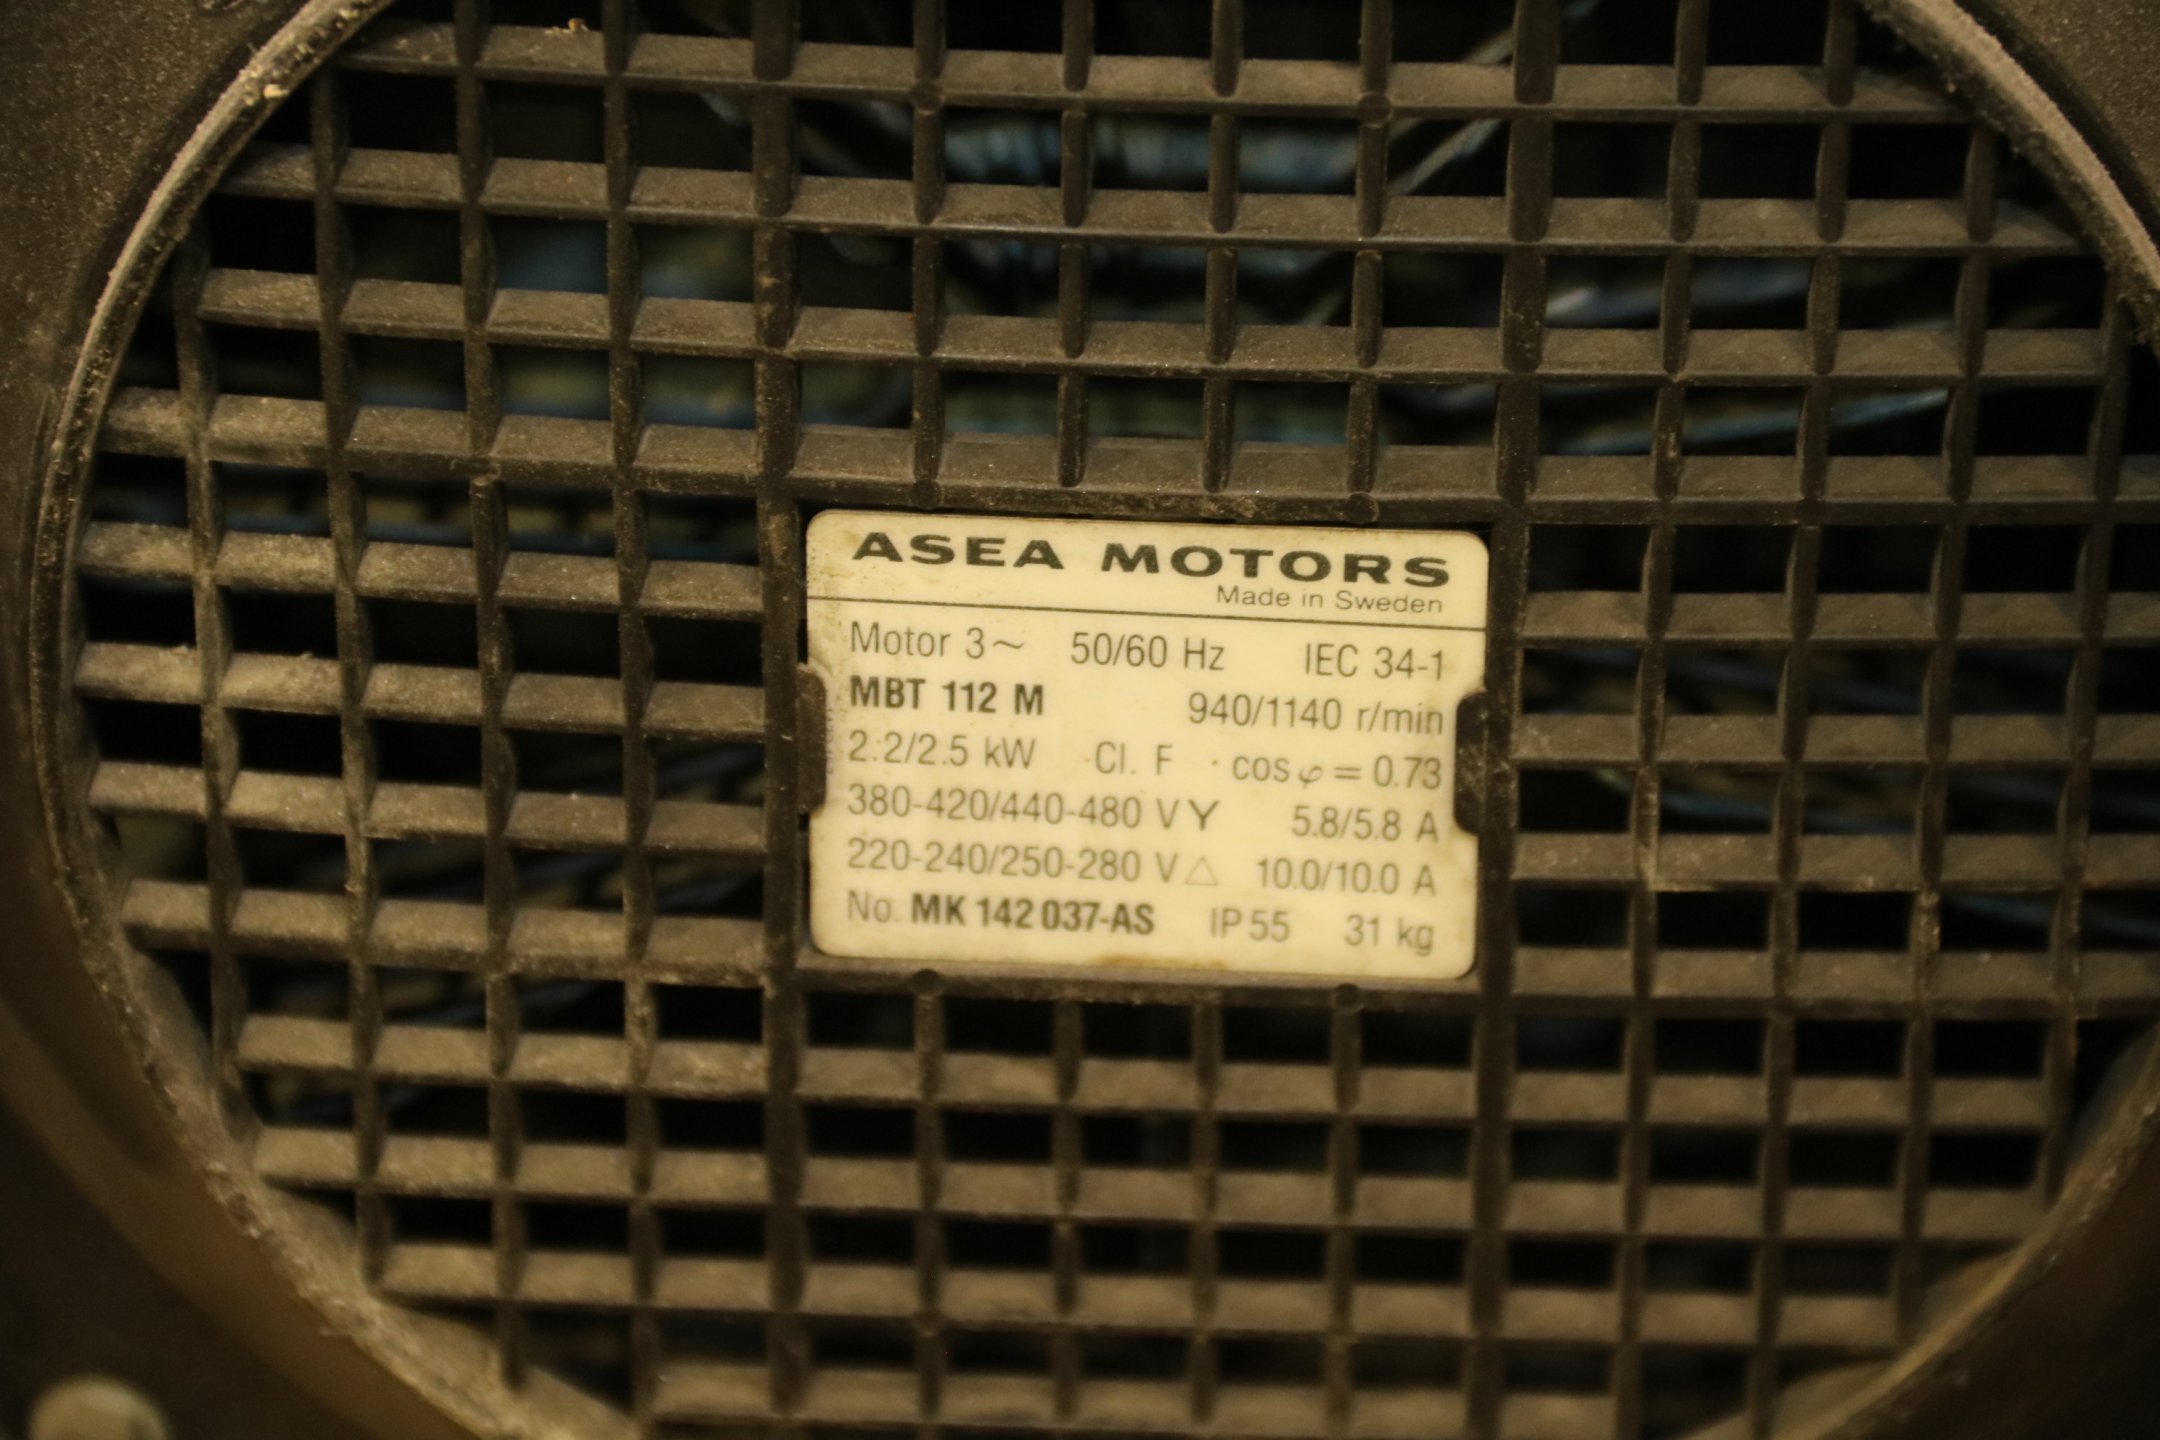 ASEA MOTORS
Made in Sweden
Motor 3~ 50/60 Hz IEC 34-1
MBT 112 M 940/1140 r/min
2.2/2.5 kW Cl. F cos φ = 0.73
380-420/440-480 V Y 5.8/5.8 A
220-240/250-280 V △ 10.0/10.0 A
No. MK 142 037-AS IP 55 31 kg